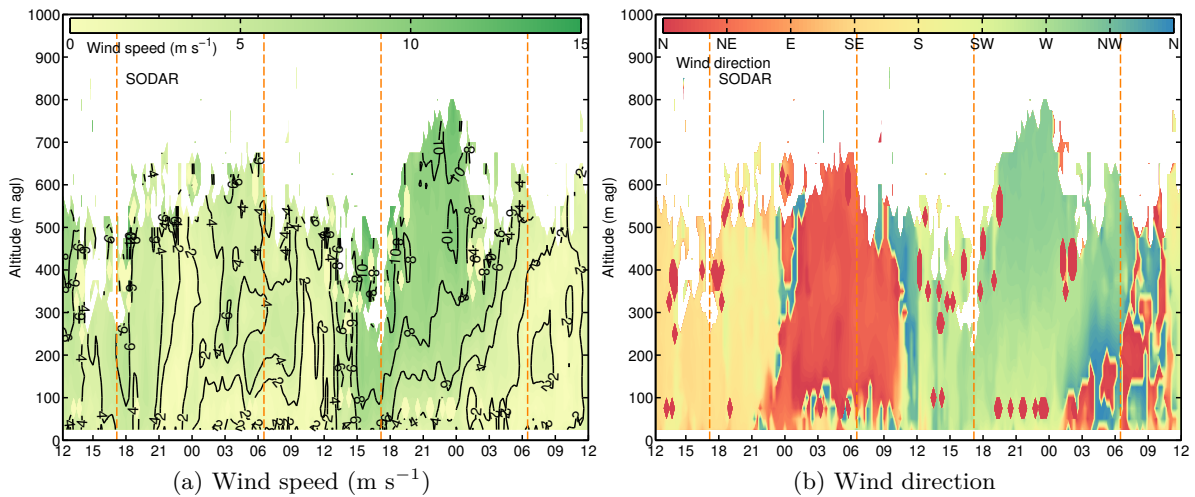 1000
900
800
700
600
500
400
300
200
100
0
Altitude (m agl)
0 5 10 15
Wind speed (m s⁻¹)
SODAR
12 15 18 21 00 03 06 09 12 15 18 21 00 03 06 09 12
(a) Wind speed (m s⁻¹)
1000
900
800
700
600
500
400
300
200
100
0
Altitude (m agl)
N NE E SE S SW W NW N
Wind direction
SODAR
12 15 18 21 00 03 06 09 12 15 18 21 00 03 06 09 12
(b) Wind direction